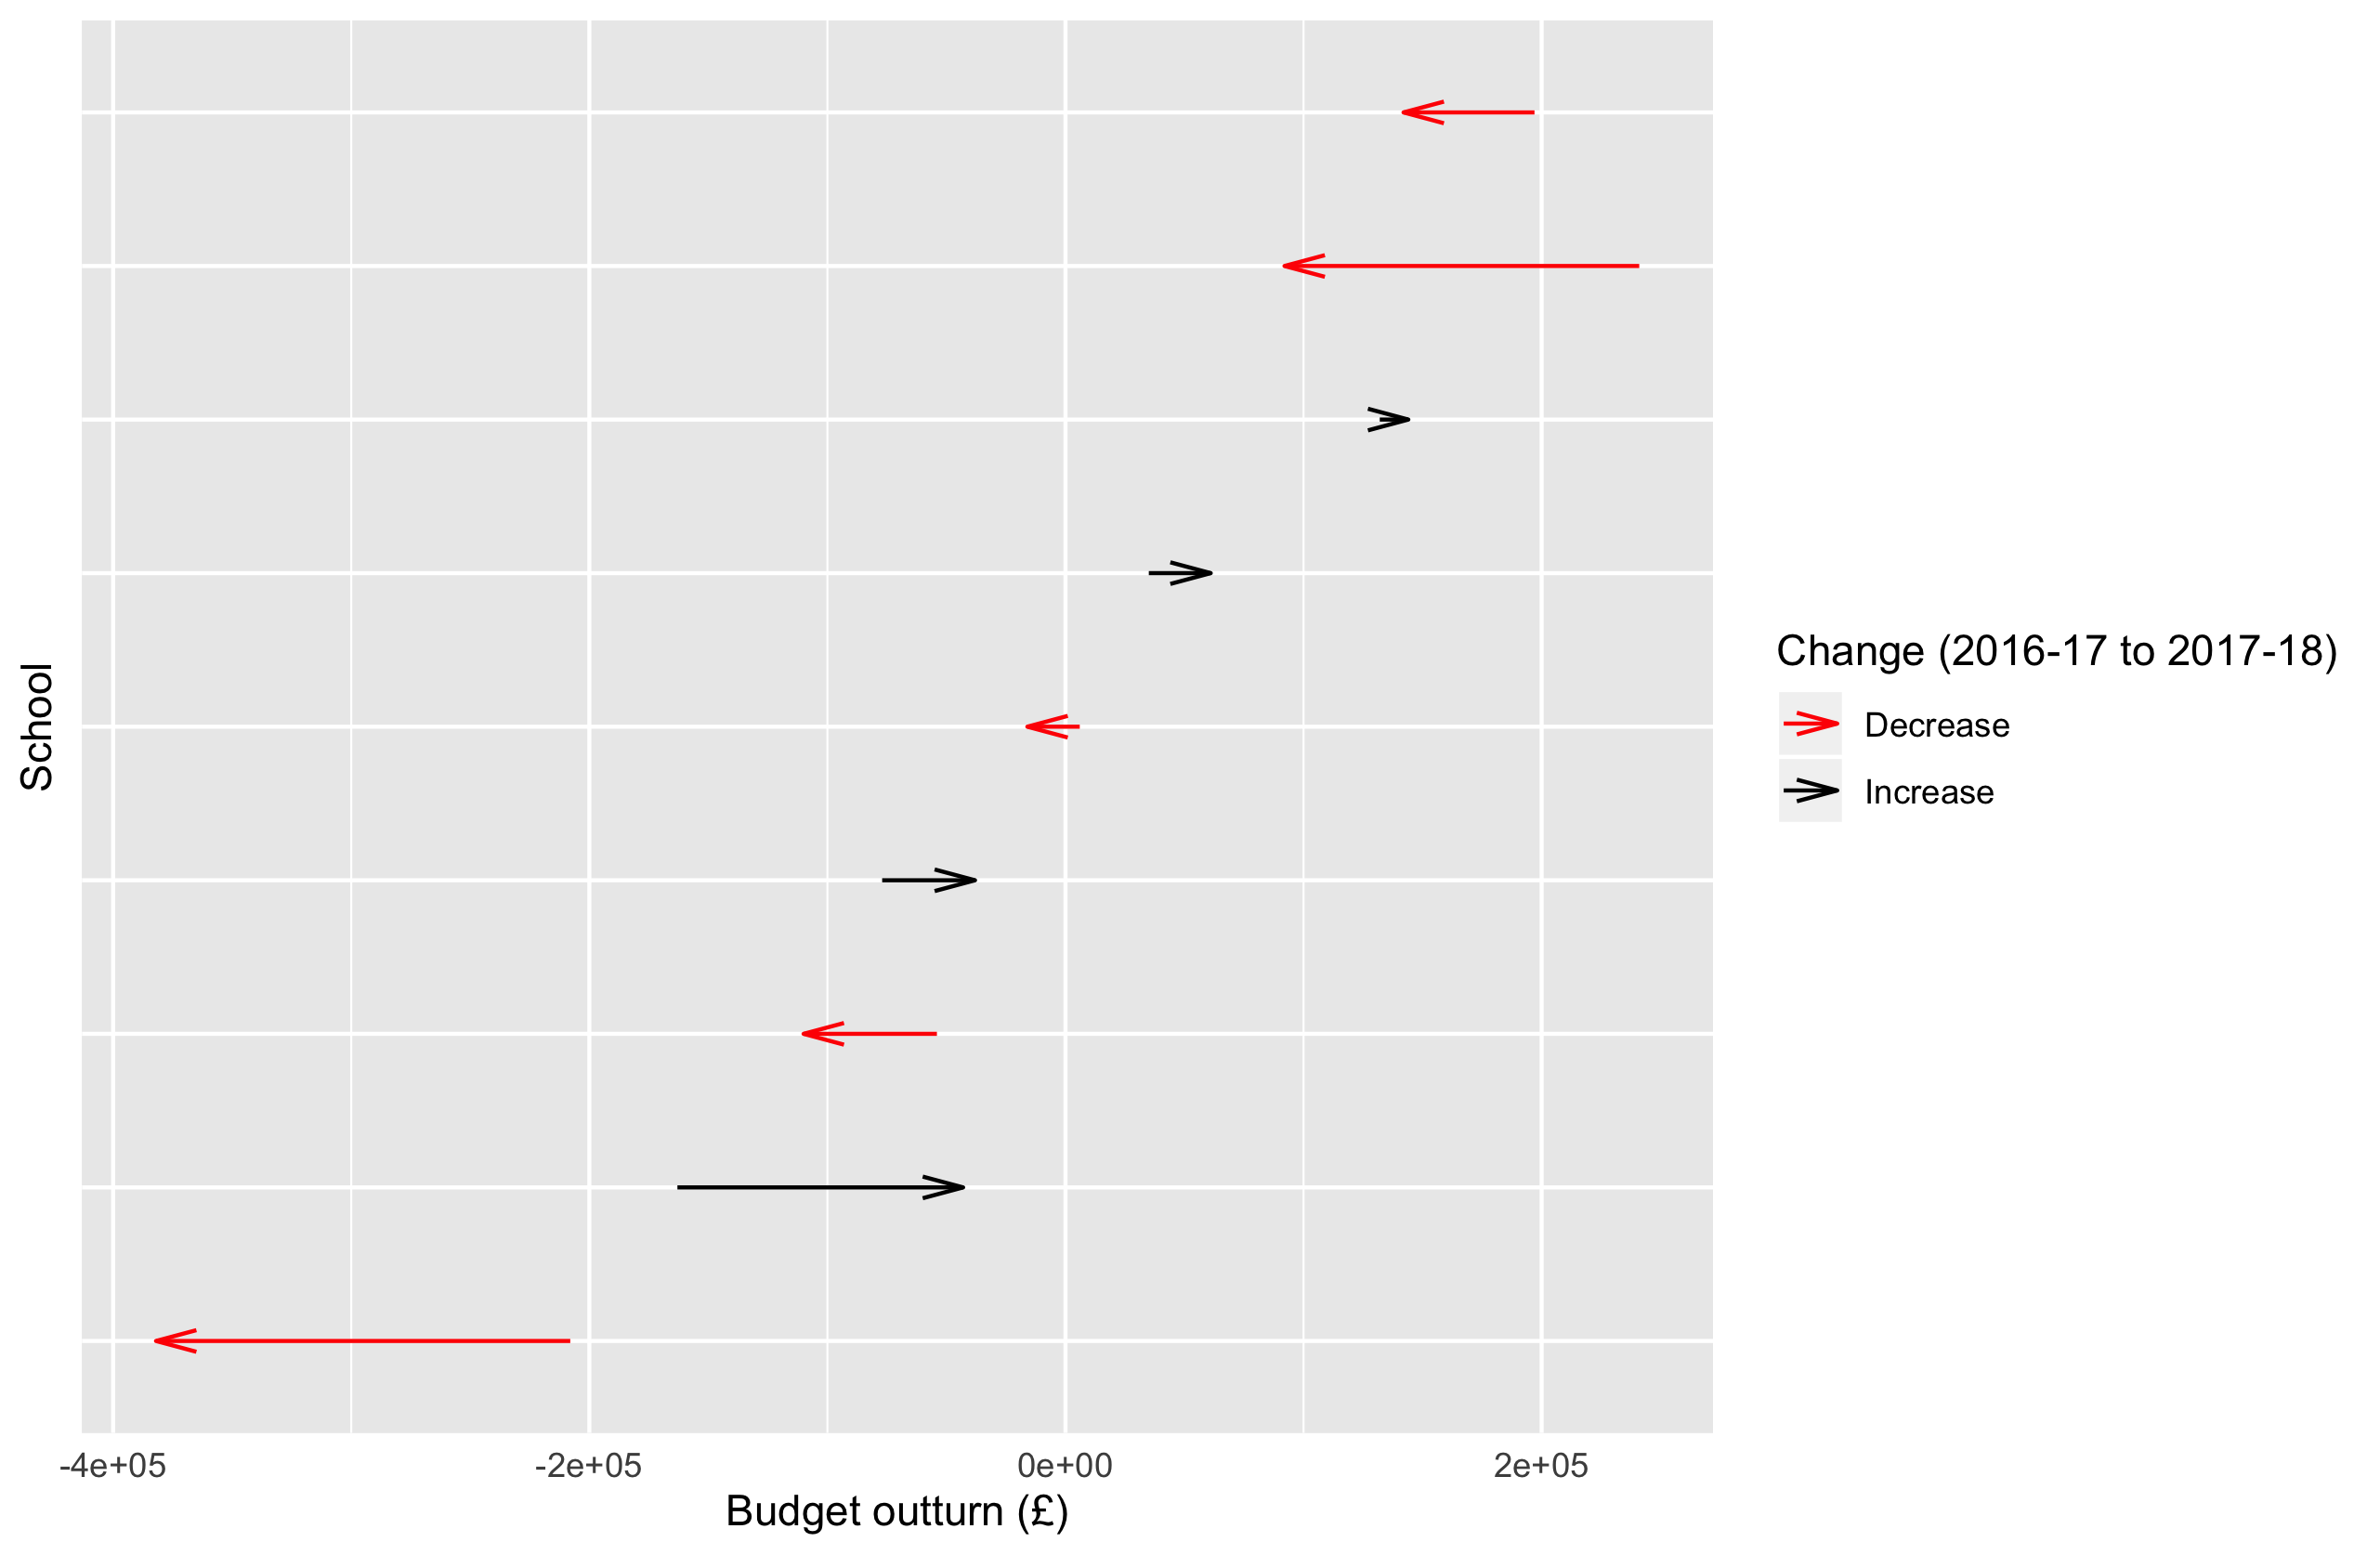 School
-4e+05
-2e+05
0e+00
2e+05
Budget outturn (£)
Change (2016-17 to 2017-18)
Decrease
Increase